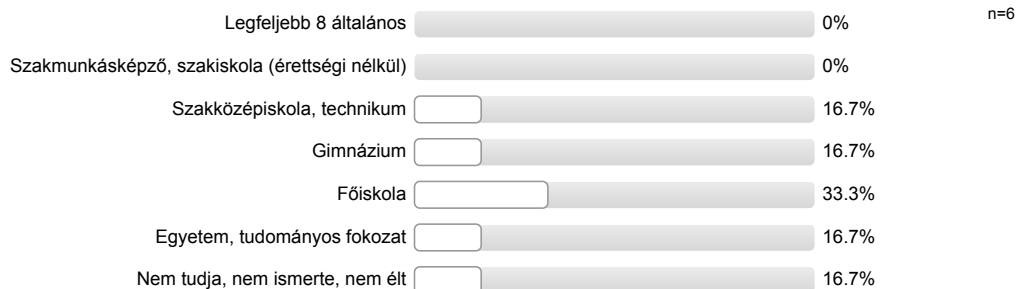 Legfeljebb 8 általános 0% n=6
Szakmunkásképző, szakiskola (érettségi nélkül) 0%
Szakközépiskola, technikum 16.7%
Gimnázium 16.7%
Főiskola 33.3%
Egyetem, tudományos fokozat 16.7%
Nem tudja, nem ismerte, nem élt 16.7%